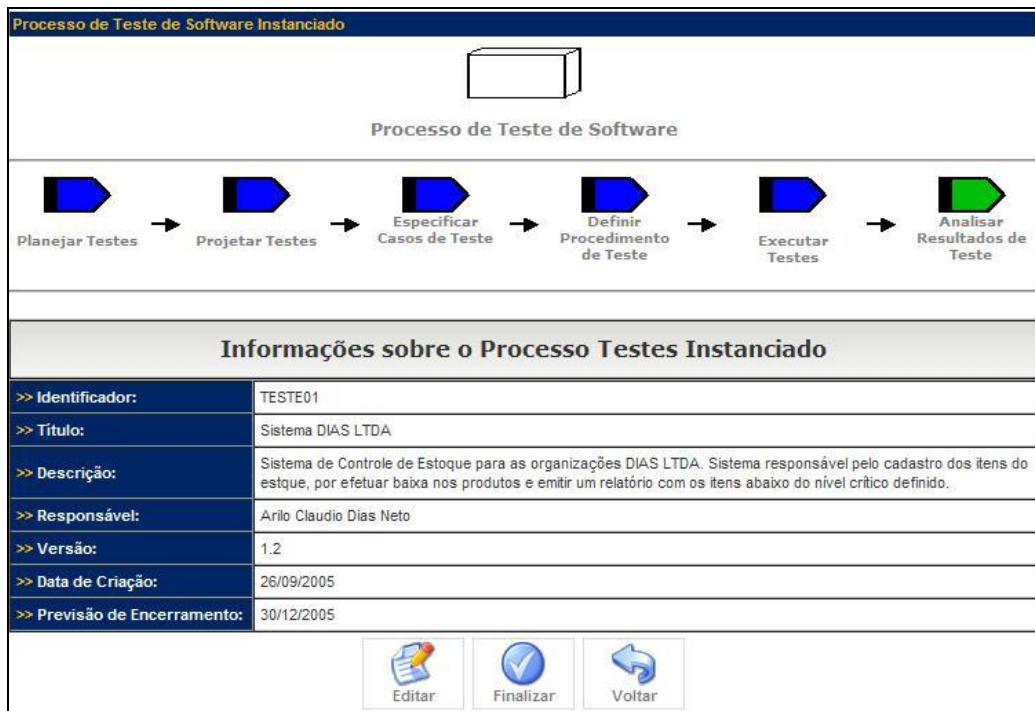 Processo de Teste de Software Instanciado
Processo de Teste de Software
Planejar Testes
Projetar Testes
Especificar
Casos de Teste
Definir
Procedimento
de Teste
Executar
Testes
Analisar
Resultados de
Teste
Informações sobre o Processo Testes Instanciado
>> Identificador: TESTE01
>> Título: Sistema DIAS LTDA
>> Descrição: Sistema de Controle de Estoque para as organizações DIAS LTDA. Sistema responsável pelo cadastro dos itens do
estque, por efetuar baixa nos produtos e emitir um relatório com os itens abaixo do nível crítico definido.
>> Responsável: Arilo Claudio Dias Neto
>> Versão: 1.2
>> Data de Criação: 26/09/2005
>> Previsão de Encerramento: 30/12/2005
Editar
Finalizar
Voltar